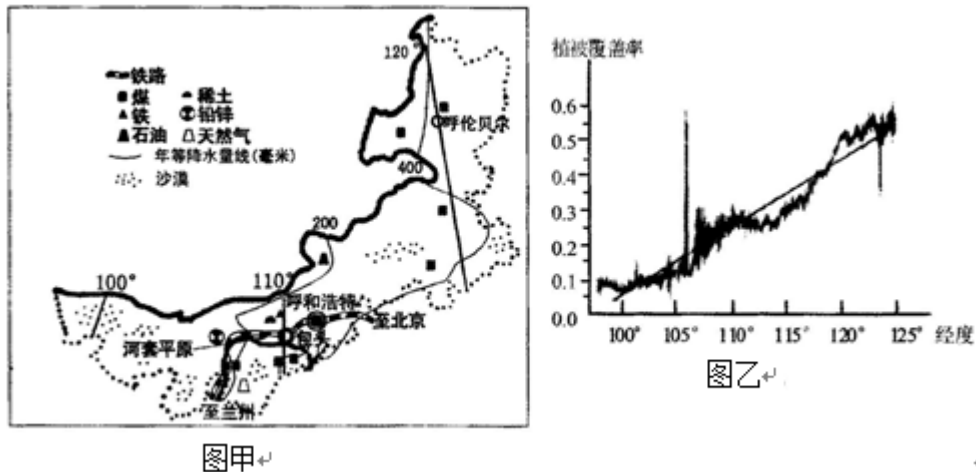 铁路
煤 稀土
铁 铅锌
石油 天然气
年等降水量线(毫米)
沙漠
120°
呼伦贝尔
400
200
100°
110°
呼和浩特
至北京
包头
河套平原
至兰州
图甲
植被覆盖率
0.6
0.5
0.4
0.3
0.2
0.1
0.0
100° 105° 110° 115° 120° 125° 经度
图乙